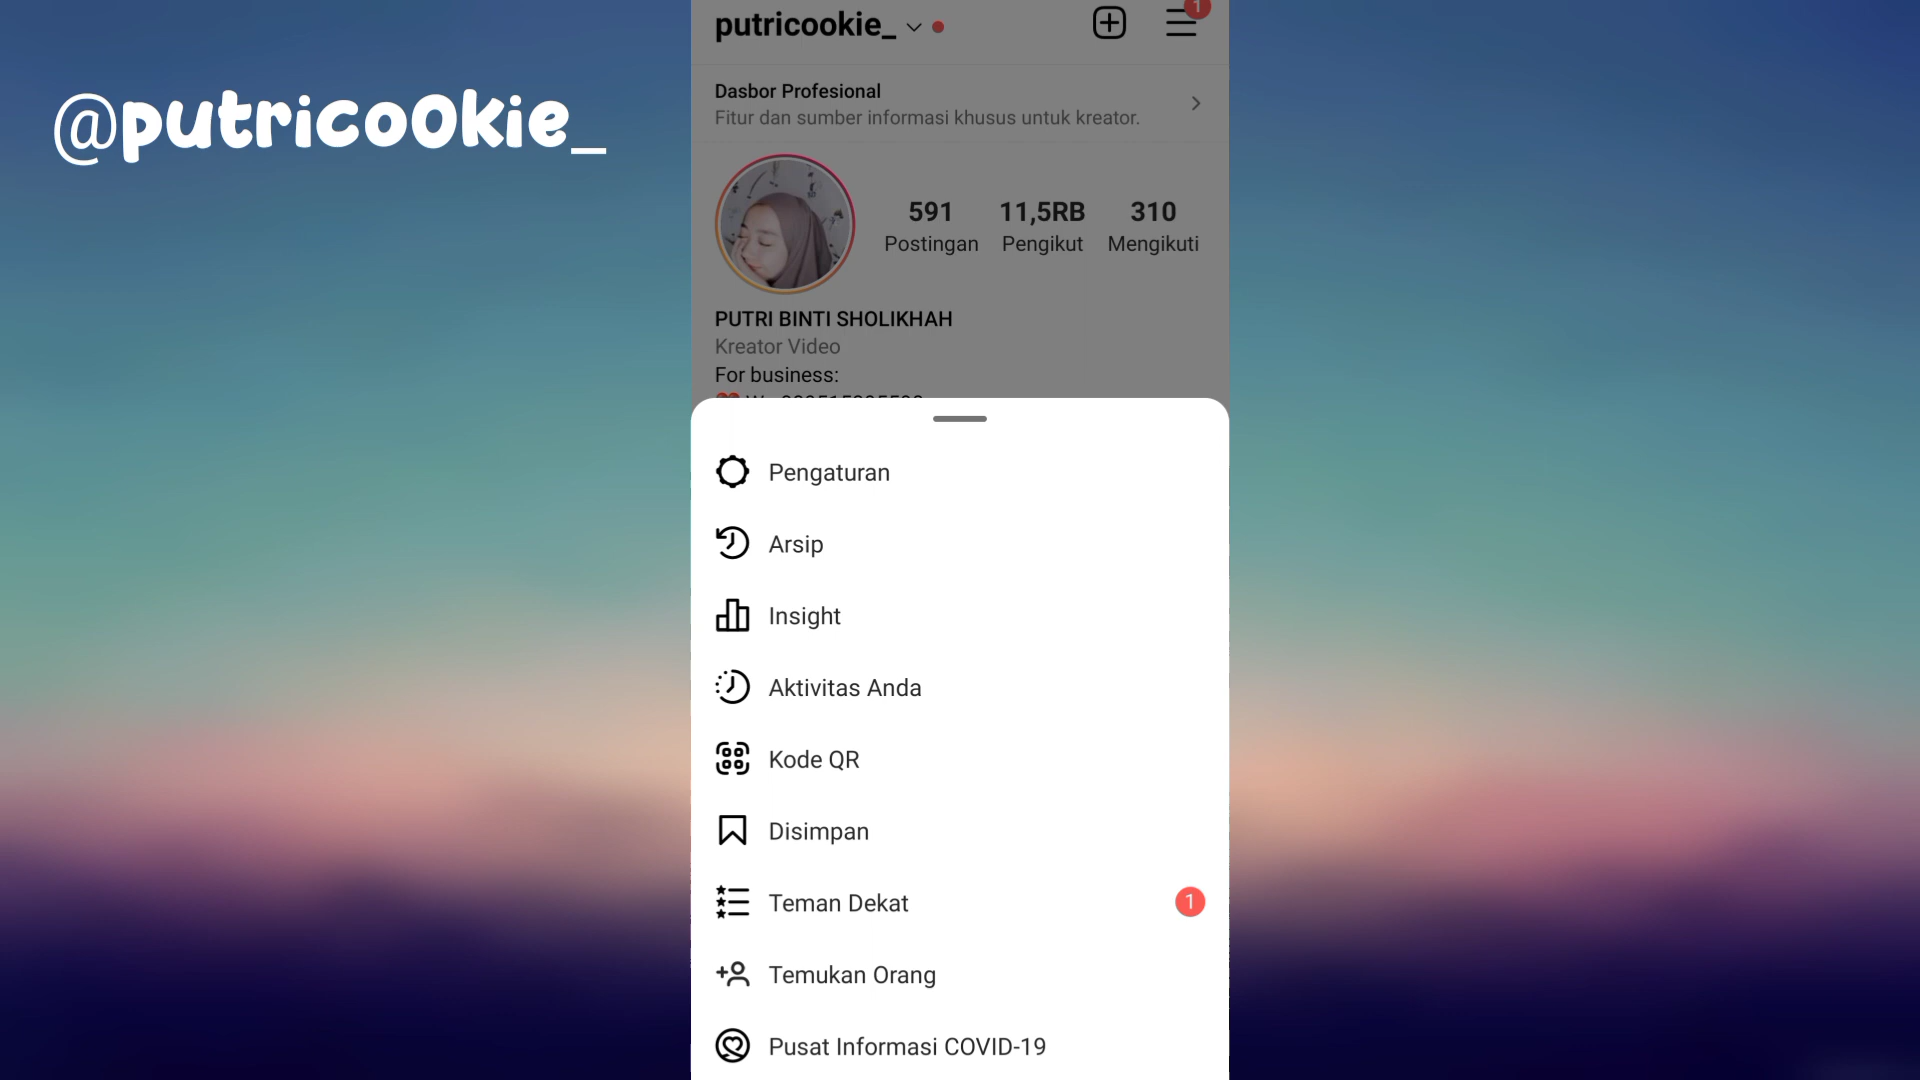 @putricoOkie_
putricookie_
1
Dasbor Profesional
Fitur dan sumber informasi khusus untuk kreator.
591 11,5RB 310
Postingan Pengikut Mengikuti
PUTRI BINTI SHOLIKHAH
Kreator Video
For business:
Pengaturan
Arsip
Insight
Aktivitas Anda
Kode QR
Disimpan
Teman Dekat 1
Temukan Orang
Pusat Informasi COVID-19